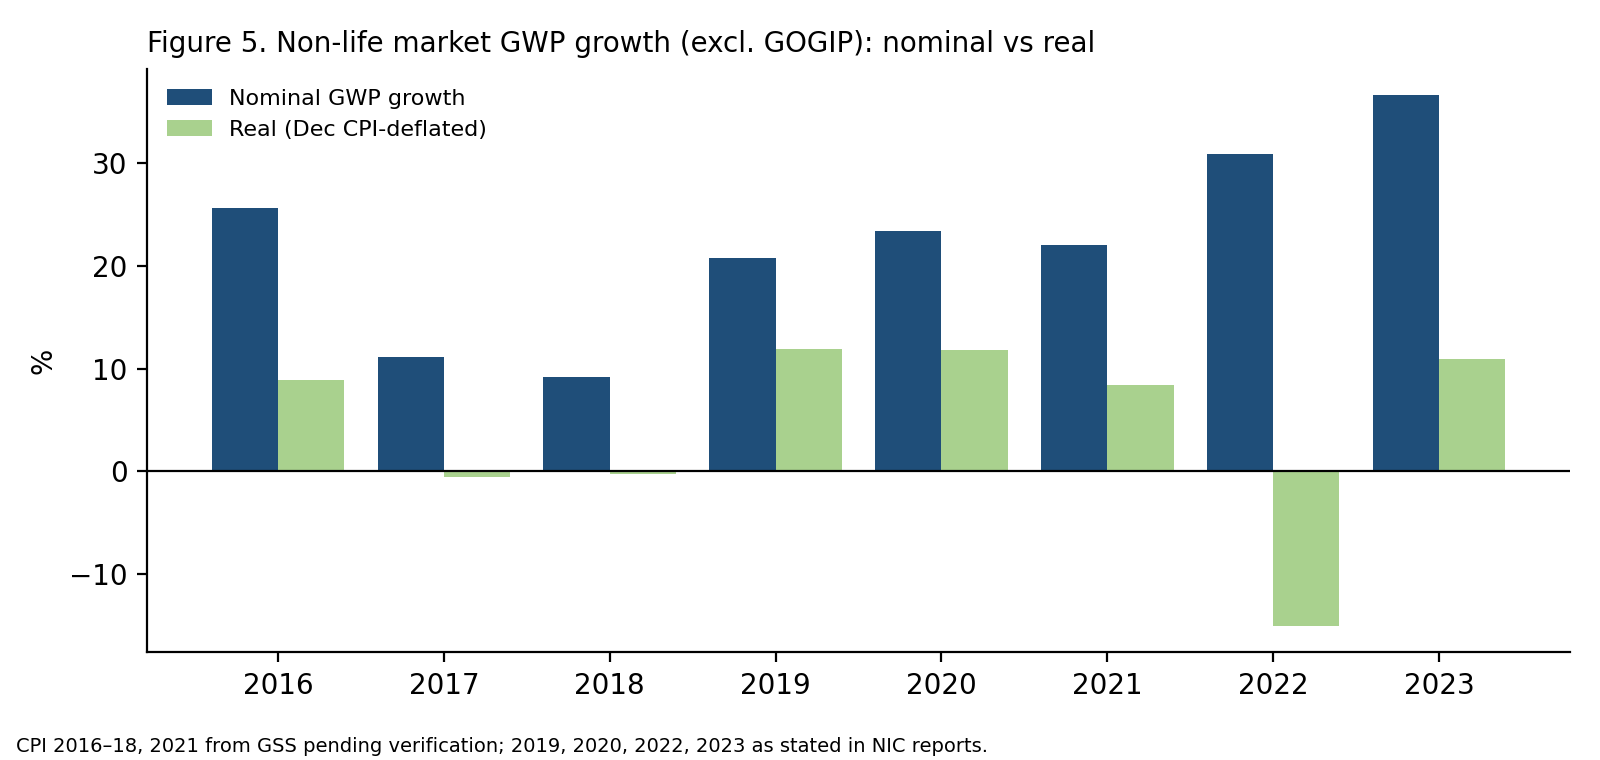 Figure 5. Non-life market GWP growth (excl. GOGIP): nominal vs real
Nominal GWP growth
Real (Dec CPI-deflated)
30
20
10
0
−10
%
2016 2017 2018 2019 2020 2021 2022 2023
CPI 2016–18, 2021 from GSS pending verification; 2019, 2020, 2022, 2023 as stated in NIC reports.